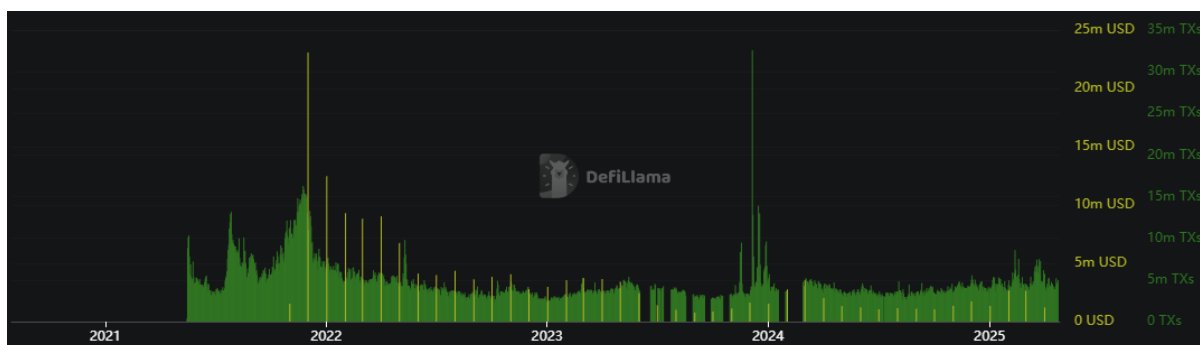 25m USD 35m TXs
30m TXs
20m USD
25m TXs
15m USD 20m TXs
DefiLlama
15m TXs
10m USD
10m TXs
5m USD
5m TXs
0 USD 0 TXs
2021 2022 2023 2024 2025